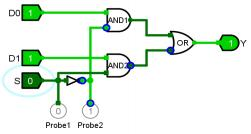 D0 1
AND1
OR
1 Y
D1 1
AND2
S 0
0 1
Probe1 Probe2